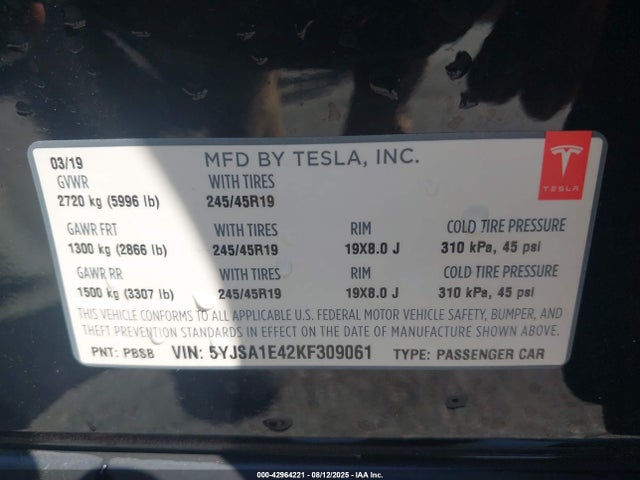 03/19 MFD BY TESLA, INC.
GVWR WITH TIRES
2720 kg (5996 lb) 245/45R19
TESLA
GAWR FRT WITH TIRES RIM COLD TIRE PRESSURE
1300 kg (2866 lb) 245/45R19 19X8.0 J 310 kPa, 45 psi
GAWR RR WITH TIRES RIM COLD TIRE PRESSURE
1500 kg (3307 lb) 245/45R19 19X8.0 J 310 kPa, 45 psi
THIS VEHICLE CONFORMS TO ALL APPLICABLE U.S. FEDERAL MOTOR VEHICLE SAFETY, BUMPER, AND
THEFT PREVENTION STANDARDS IN EFFECT ON THE DATE OF MANUFACTURE SHOWN ABOVE.
PNT: PBSB VIN: 5YJSA1E42KF309061 TYPE: PASSENGER CAR
000-42964221 - 08/12/2025 - IAA Inc.